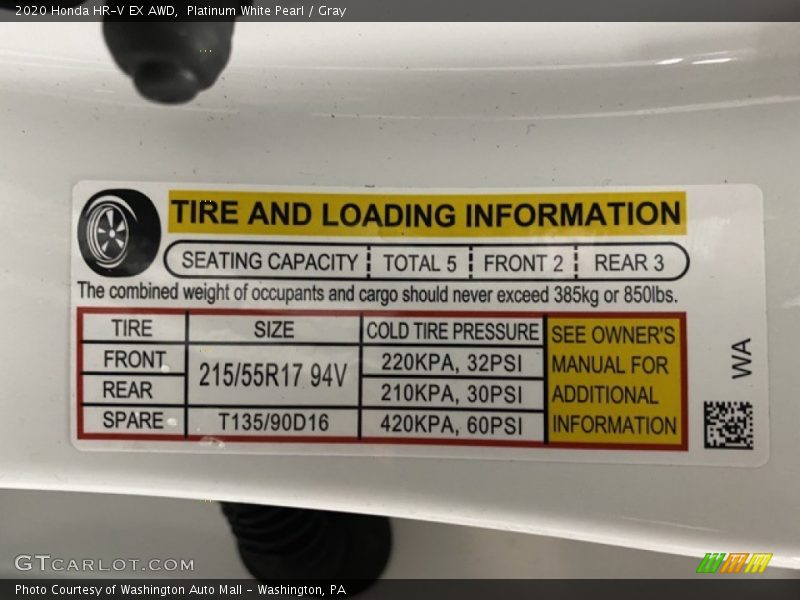 2020 Honda HR-V EX AWD, Platinum White Pearl / Gray
TIRE AND LOADING INFORMATION
SEATING CAPACITY TOTAL 5 FRONT 2 REAR 3
The combined weight of occupants and cargo should never exceed 385kg or 850lbs.
TIRE SIZE COLD TIRE PRESSURE
FRONT 215/55R17 94V 220KPA, 32PSI
REAR 210KPA, 30PSI
SPARE T135/90D16 420KPA, 60PSI
SEE OWNER'S
MANUAL FOR
ADDITIONAL
INFORMATION
WA
GTCARLOT.COM
Photo Courtesy of Washington Auto Mall - Washington, PA